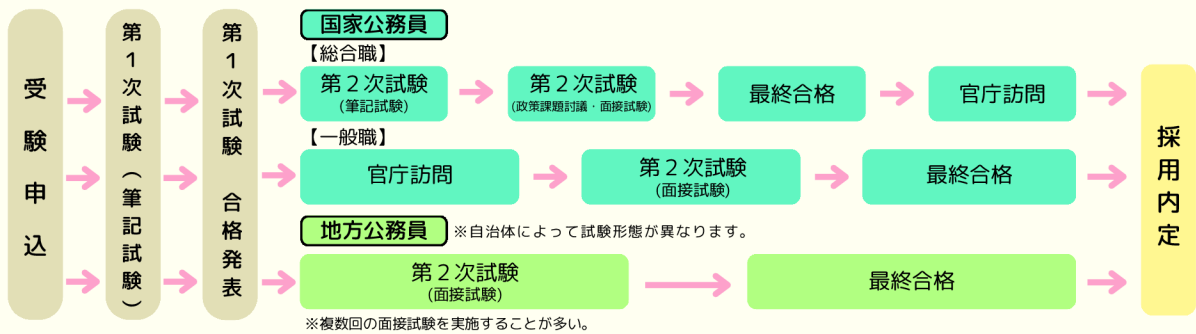 受験申込
第１次試験（筆記試験）
第１次試験　合格発表
国家公務員
【総合職】
第２次試験
(筆記試験)
第２次試験
(政策課題討議・面接試験)
最終合格
官庁訪問
【一般職】
官庁訪問
第２次試験
(面接試験)
最終合格
地方公務員
※自治体によって試験形態が異なります。
第２次試験
(面接試験)
最終合格
※複数回の面接試験を実施することが多い。
採用内定